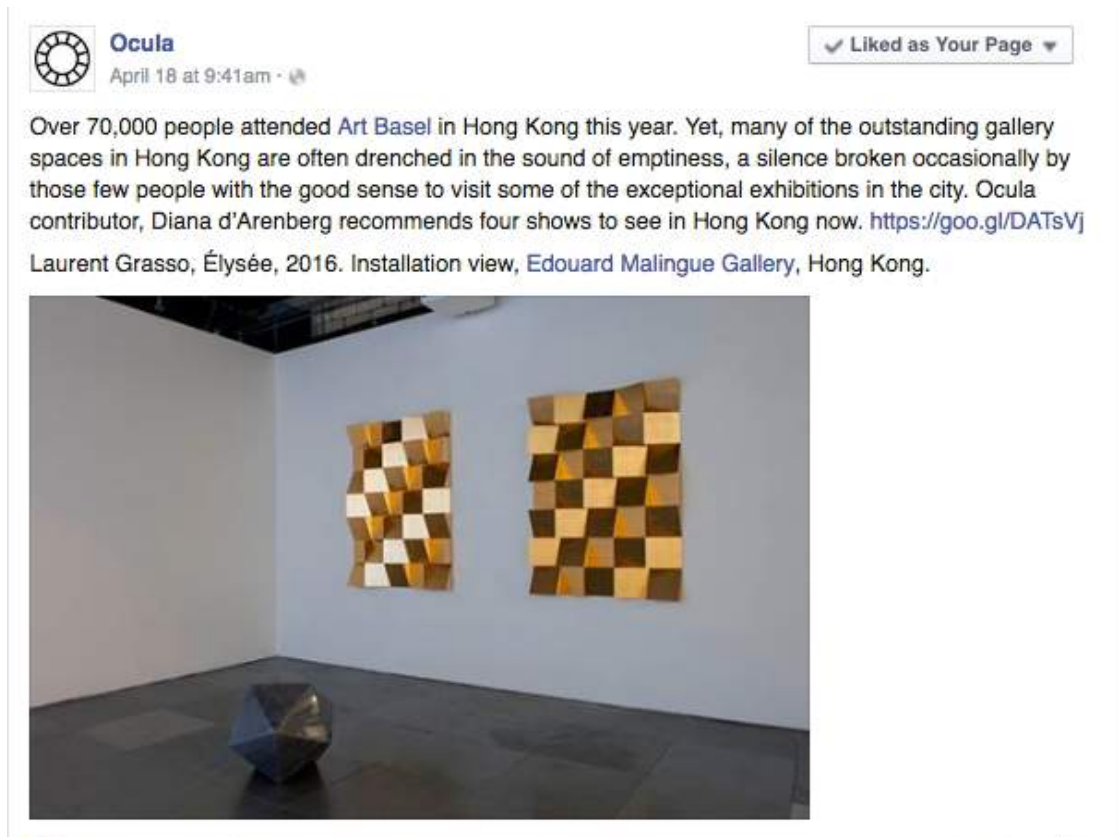 Ocula
Liked as Your Page
April 18 at 9:41am ·
Over 70,000 people attended Art Basel in Hong Kong this year. Yet, many of the outstanding gallery
spaces in Hong Kong are often drenched in the sound of emptiness, a silence broken occasionally by
those few people with the good sense to visit some of the exceptional exhibitions in the city. Ocula
contributor, Diana d'Arenberg recommends four shows to see in Hong Kong now. https://goo.gl/DATsVj
Laurent Grasso, Élysée, 2016. Installation view, Edouard Malingue Gallery, Hong Kong.